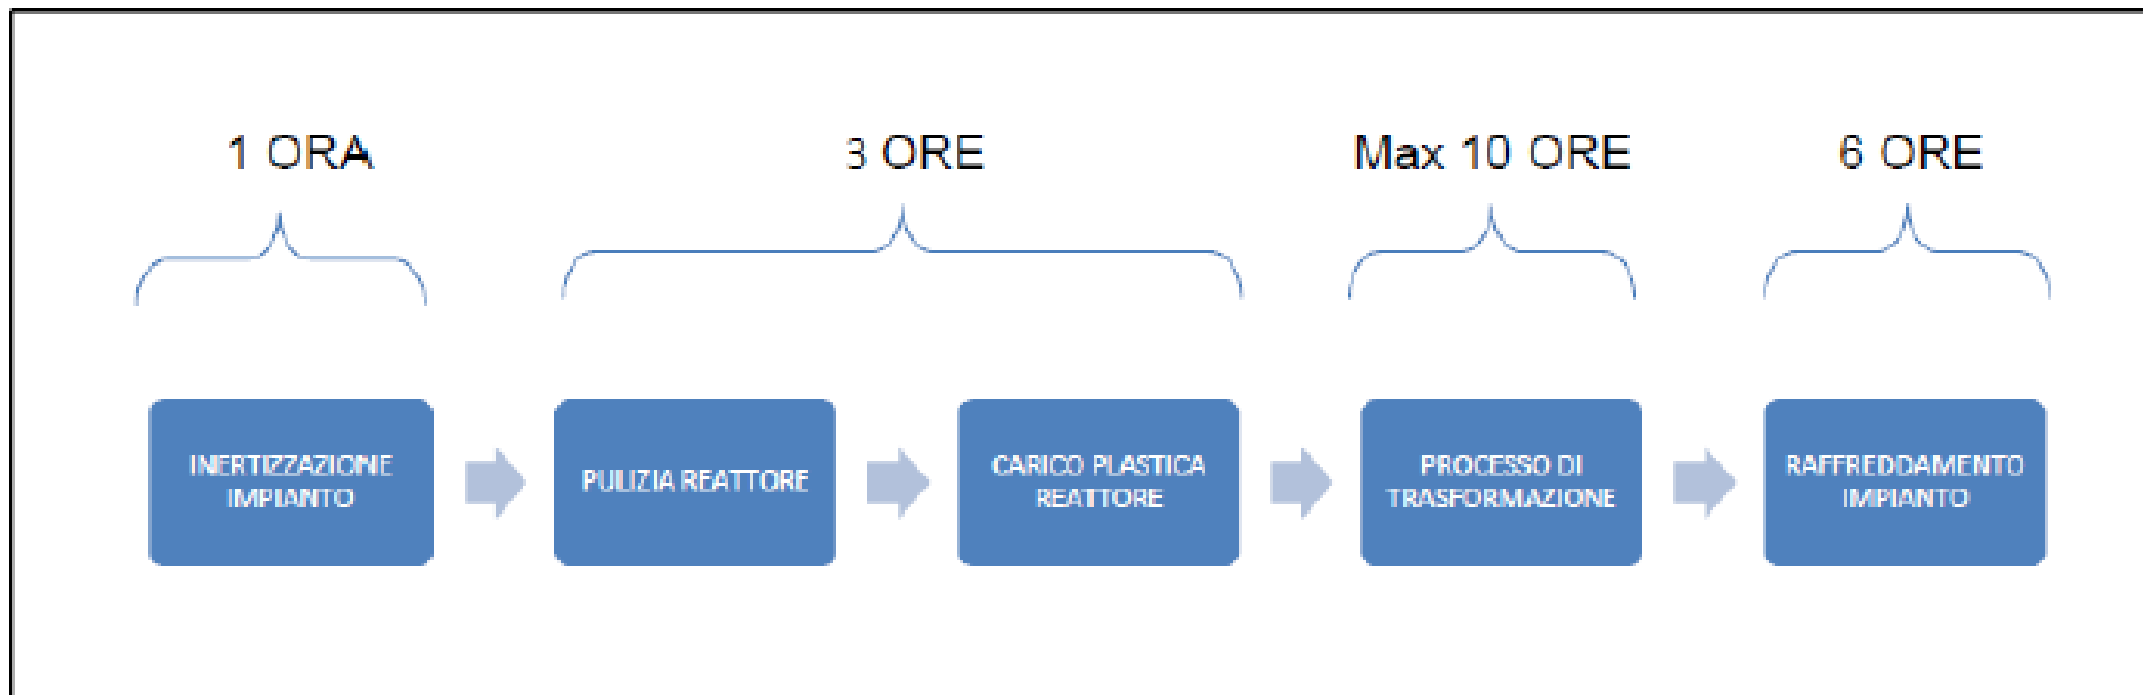 1 ORA
3 ORE
Max 10 ORE
6 ORE
INERTIZZAZIONE
IMPIANTO
PULIZIA REATTORE
CARICO PLASTICA
REATTORE
PROCESSO DI
TRASFORMAZIONE
RAFFREDDAMENTO
IMPIANTO